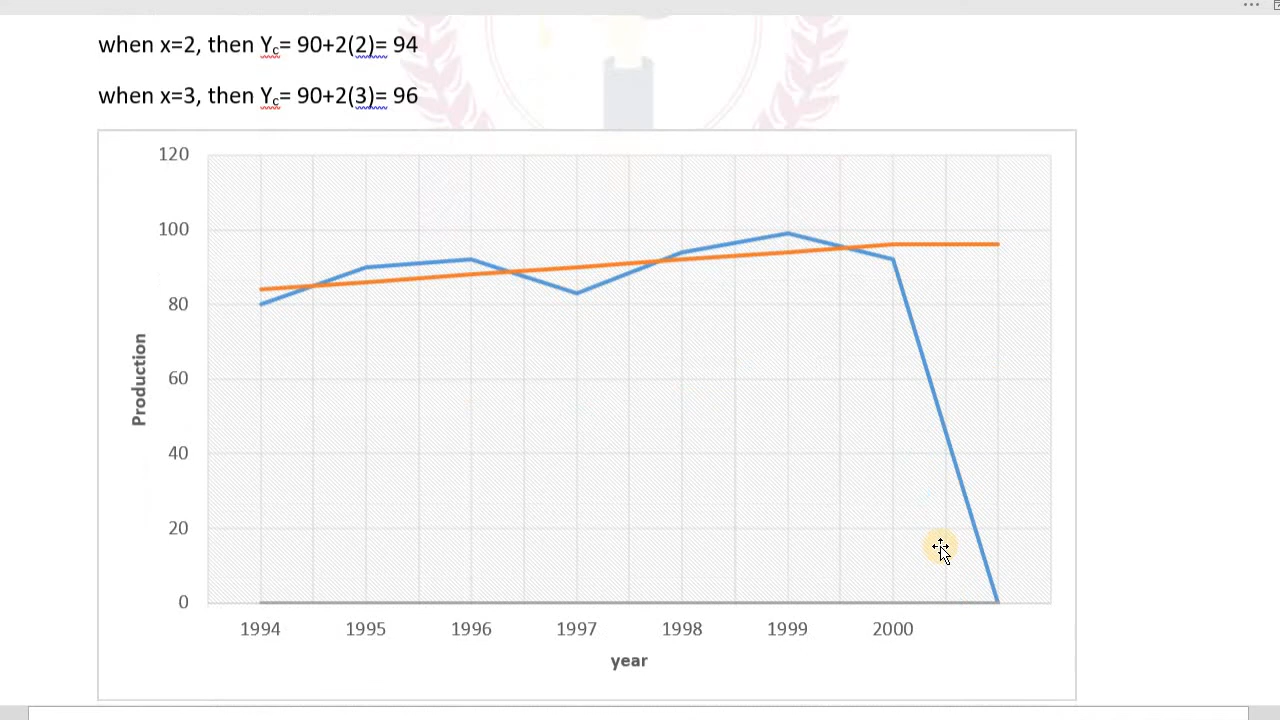 when x=2, then Yc= 90+2(2)= 94
when x=3, then Yc= 90+2(3)= 96
120
100
80
60
40
20
0
Production
1994 1995 1996 1997 1998 1999 2000
year